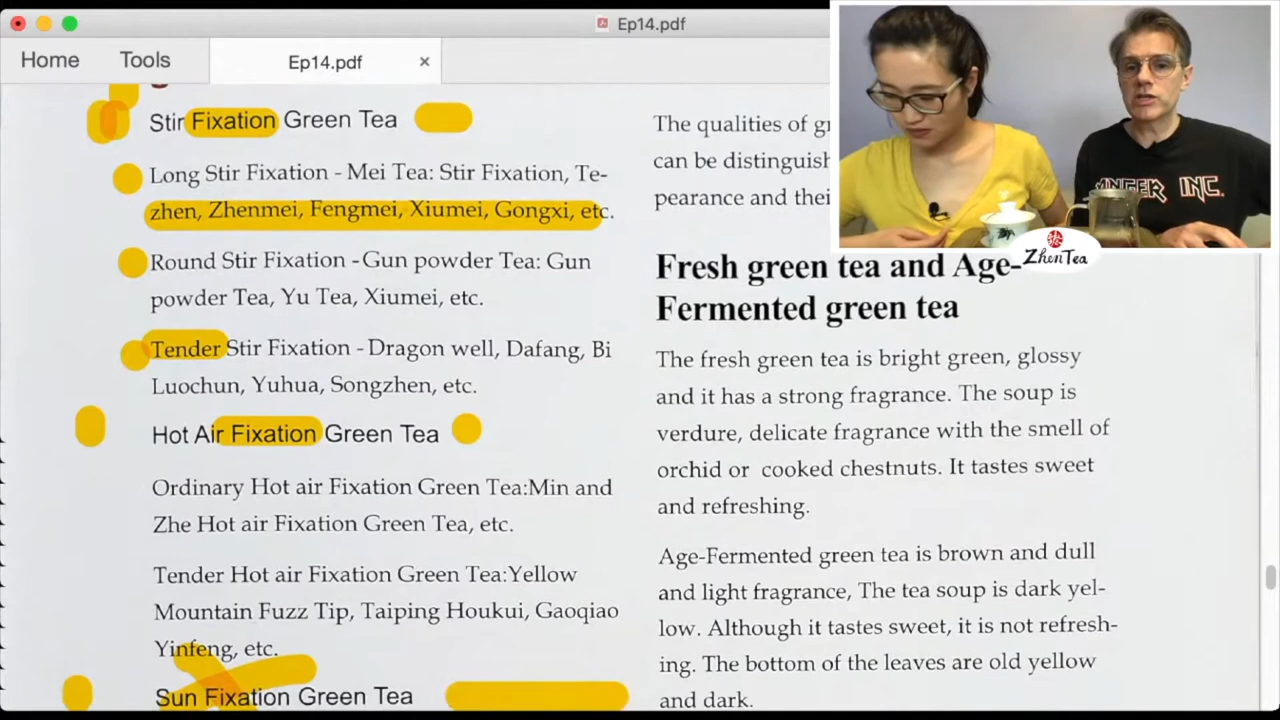 Ep14.pdf
Home
Tools
Ep14.pdf
×
Stir Fixation Green Tea
Long Stir Fixation - Mei Tea: Stir Fixation, Te-
zhen, Zhenmei, Fengmei, Xiumei, Gongxi, etc.
Round Stir Fixation -Gun powder Tea: Gun
powder Tea, Yu Tea, Xiumei, etc.
Tender Stir Fixation - Dragon well, Dafang, Bi
Luochun, Yuhua, Songzhen, etc.
Hot Air Fixation Green Tea
Ordinary Hot air Fixation Green Tea:Min and
Zhe Hot air Fixation Green Tea, etc.
Tender Hot air Fixation Green Tea:Yellow
Mountain Fuzz Tip, Taiping Houkui, Gaoqiao
Yinfeng, etc.
Sun Fixation Green Tea
The qualities of
can be
pearance and
Fresh green tea and Age-
Fermented green tea
The fresh green tea is bright green, glossy
and it has a strong fragrance. The soup is
verdure, delicate fragrance with the smell of
orchid or cooked chestnuts. It tastes sweet
and refreshing.
Age-Fermented green tea is brown and dull
and light fragrance, The tea soup is dark yel-
low. Although it tastes sweet, it is not refresh-
ing. The bottom of the leaves are old yellow
and dark.
INC.
ZhenTea